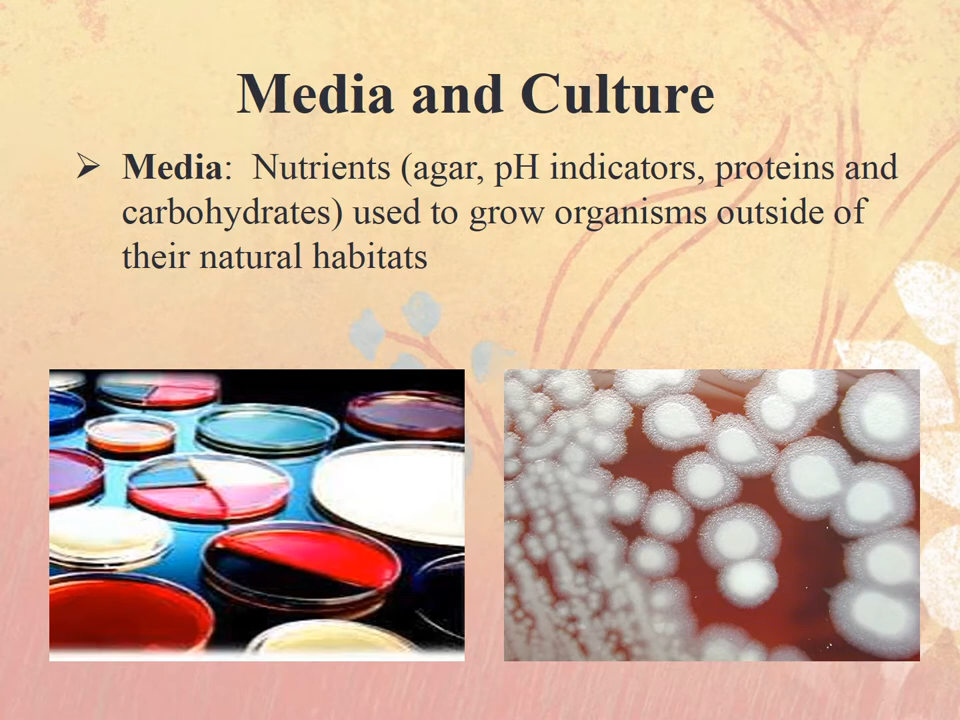 Media and Culture
➢ Media:  Nutrients (agar, pH indicators, proteins and
carbohydrates) used to grow organisms outside of
their natural habitats